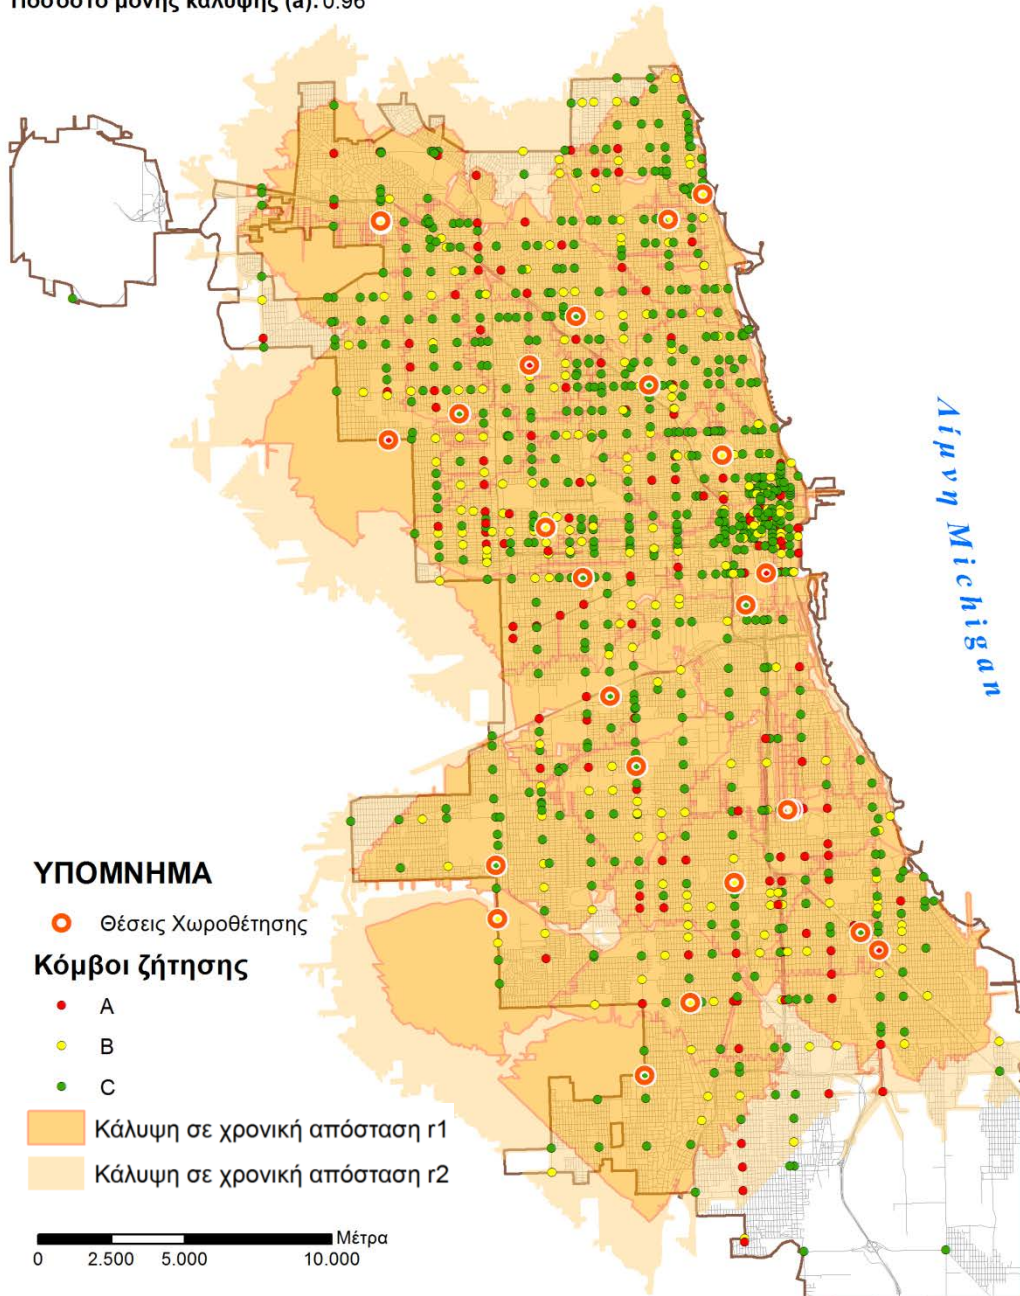 Ποσοστό μονής κάλυψης (a): 0.96
Λίμνη Michigan
ΥΠΟΜΝΗΜΑ
Θέσεις Χωροθέτησης
Κόμβοι ζήτησης
A
B
C
Κάλυψη σε χρονική απόσταση r1
Κάλυψη σε χρονική απόσταση r2
Μέτρα
0 2.500 5.000 10.000